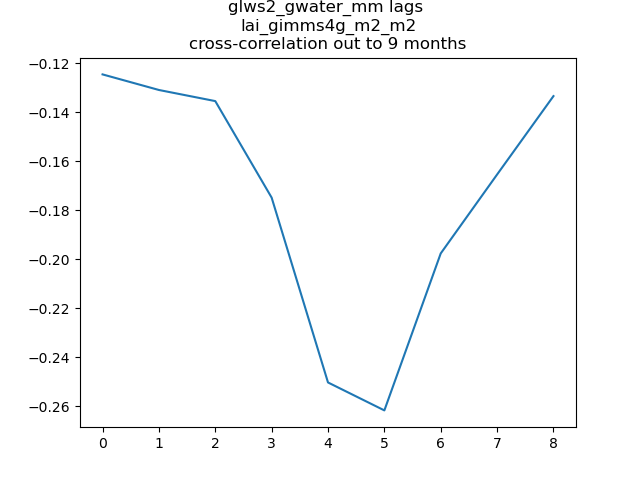 glws2_gwater_mm lags
lai_gimms4g_m2_m2
cross-correlation out to 9 months
−0.12
−0.14
−0.16
−0.18
−0.20
−0.22
−0.24
−0.26
0 1 2 3 4 5 6 7 8